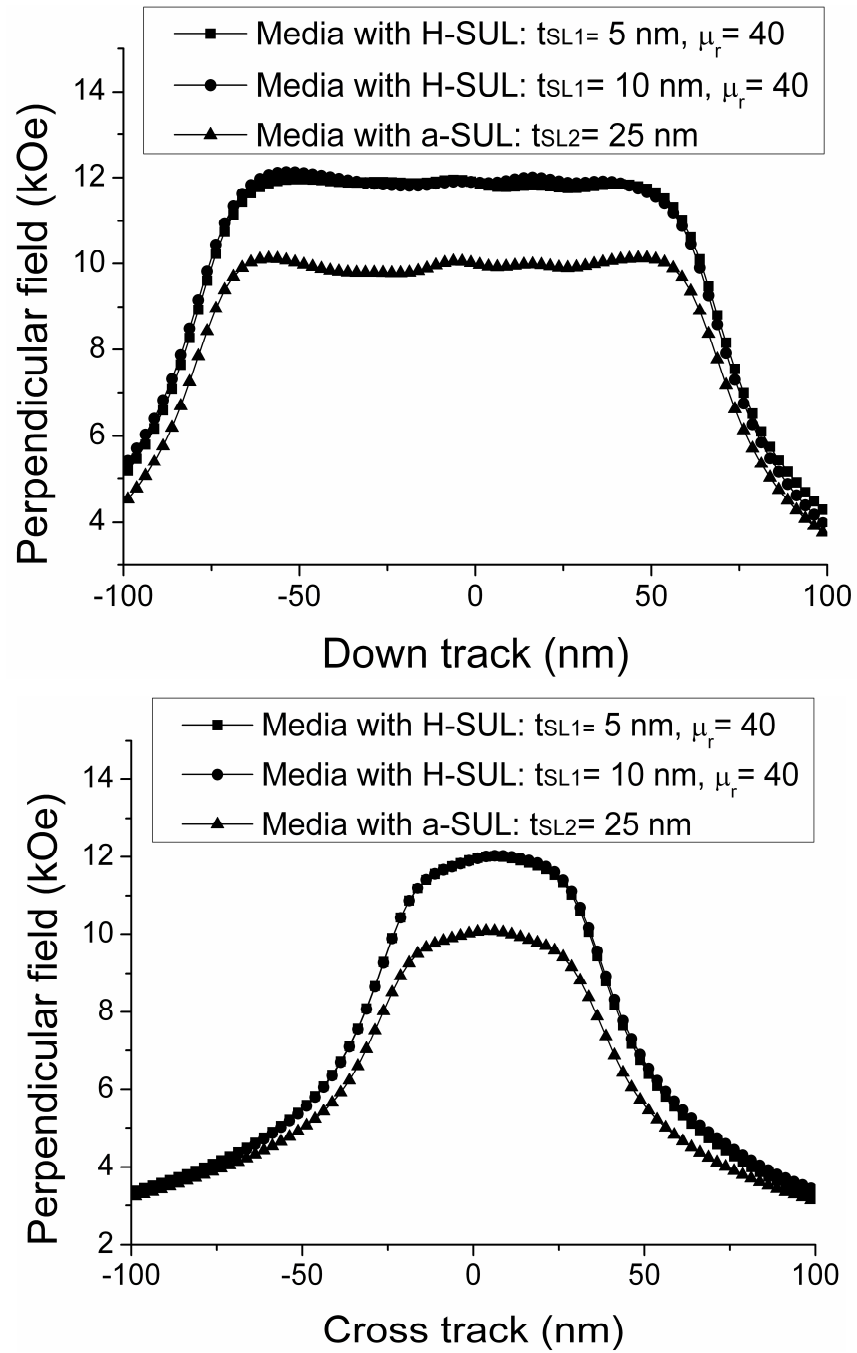 Media with H-SUL: tSL1= 5 nm, μr= 40
Media with H-SUL: tSL1= 10 nm, μr= 40
Media with a-SUL: tSL2= 25 nm
Perpendicular field (kOe)
14
12
10
8
6
4
-100 -50 0 50 100
Down track (nm)
Media with H-SUL: tSL1= 5 nm, μr= 40
Media with H-SUL: tSL1= 10 nm, μr= 40
Media with a-SUL: tSL2= 25 nm
Perpendicular field (kOe)
14
12
10
8
6
4
2
-100 -50 0 50 100
Cross track (nm)